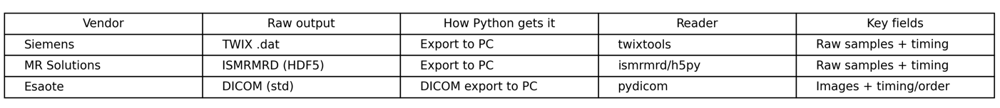 Vendor Raw output How Python gets it Reader Key fields
Siemens TWIX .dat Export to PC twixtools Raw samples + timing
MR Solutions ISMRMRD (HDF5) Export to PC ismrmrd/h5py Raw samples + timing
Esaote DICOM (std) DICOM export to PC pydicom Images + timing/order